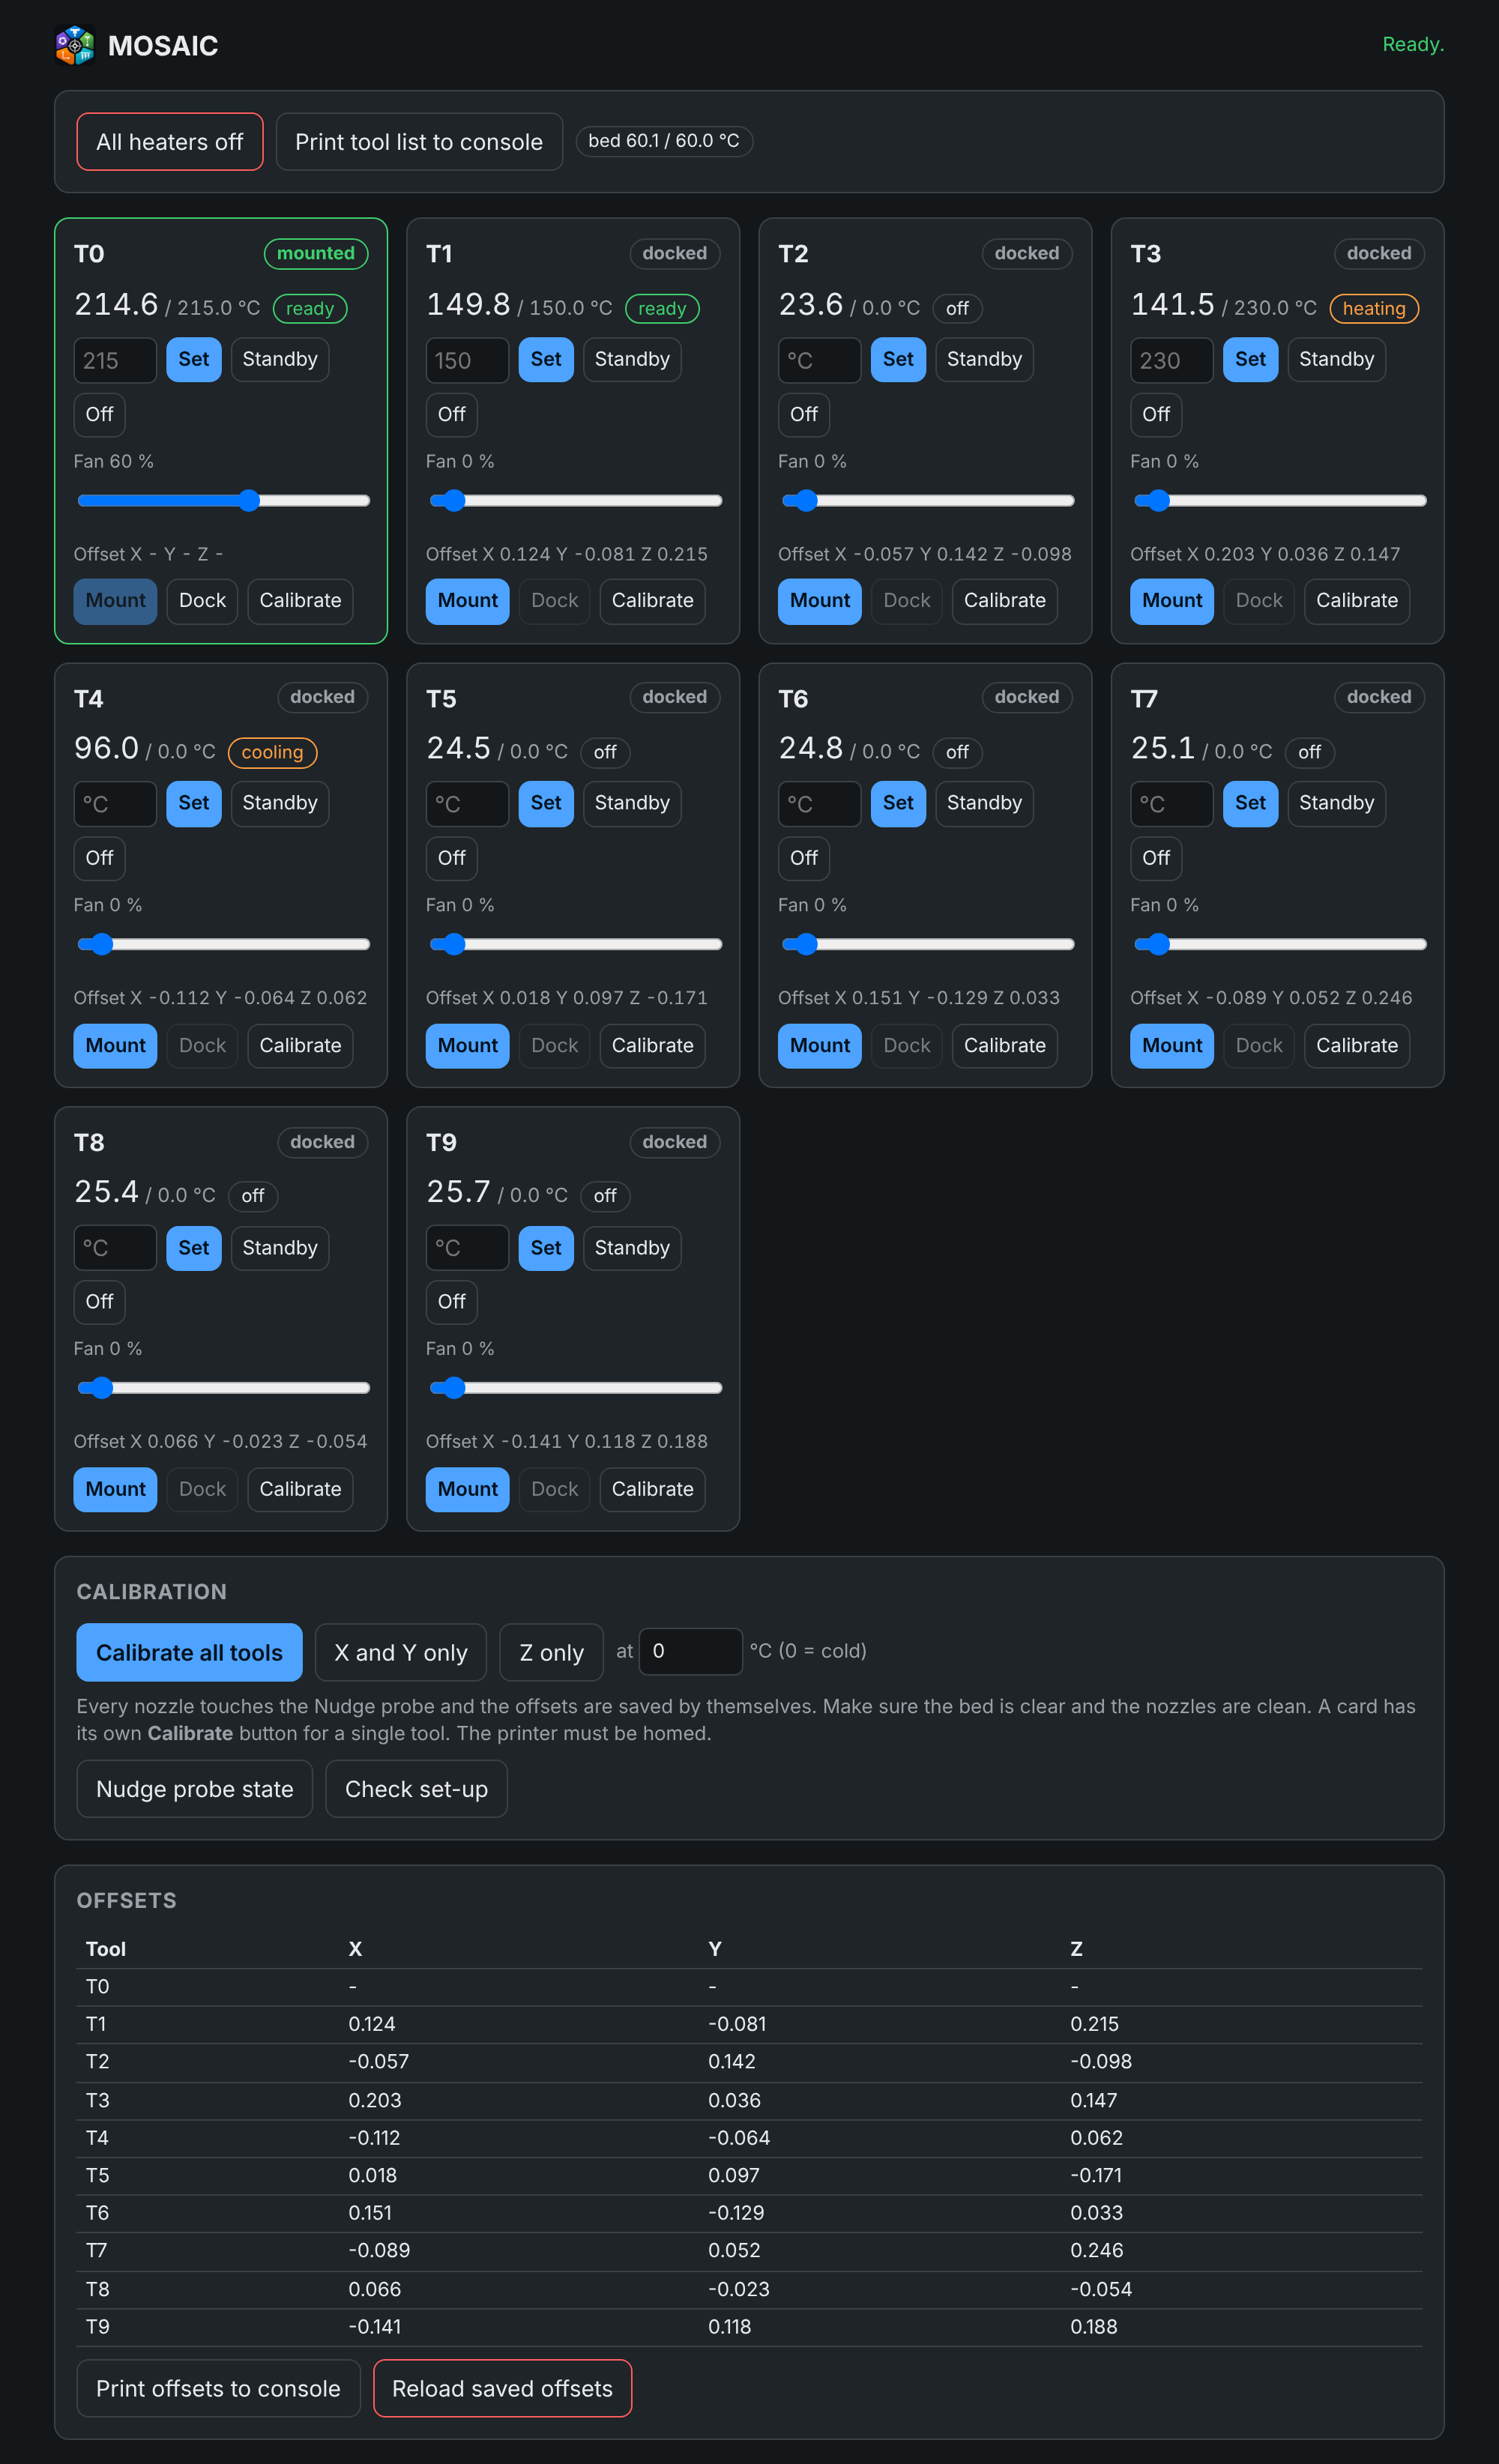 MOSAIC
Ready.
All heaters off
Print tool list to console
bed 60.1 / 60.0 °C
T0 mounted
214.6 / 215.0 °C ready
215 Set Standby
Off
Fan 60 %
Offset X - Y - Z -
Mount Dock Calibrate
T1 docked
149.8 / 150.0 °C ready
150 Set Standby
Off
Fan 0 %
Offset X 0.124 Y -0.081 Z 0.215
Mount Dock Calibrate
T2 docked
23.6 / 0.0 °C off
°C Set Standby
Off
Fan 0 %
Offset X -0.057 Y 0.142 Z -0.098
Mount Dock Calibrate
T3 docked
141.5 / 230.0 °C heating
230 Set Standby
Off
Fan 0 %
Offset X 0.203 Y 0.036 Z 0.147
Mount Dock Calibrate
T4 docked
96.0 / 0.0 °C cooling
°C Set Standby
Off
Fan 0 %
Offset X -0.112 Y -0.064 Z 0.062
Mount Dock Calibrate
T5 docked
24.5 / 0.0 °C off
°C Set Standby
Off
Fan 0 %
Offset X 0.018 Y 0.097 Z -0.171
Mount Dock Calibrate
T6 docked
24.8 / 0.0 °C off
°C Set Standby
Off
Fan 0 %
Offset X 0.151 Y -0.129 Z 0.033
Mount Dock Calibrate
T7 docked
25.1 / 0.0 °C off
°C Set Standby
Off
Fan 0 %
Offset X -0.089 Y 0.052 Z 0.246
Mount Dock Calibrate
T8 docked
25.4 / 0.0 °C off
°C Set Standby
Off
Fan 0 %
Offset X 0.066 Y -0.023 Z -0.054
Mount Dock Calibrate
T9 docked
25.7 / 0.0 °C off
°C Set Standby
Off
Fan 0 %
Offset X -0.141 Y 0.118 Z 0.188
Mount Dock Calibrate
CALIBRATION
Calibrate all tools X and Y only Z only at 0 °C (0 = cold)
Every nozzle touches the Nudge probe and the offsets are saved by themselves. Make sure the bed is clear and the nozzles are clean. A card has
its own Calibrate button for a single tool. The printer must be homed.
Nudge probe state Check set-up
OFFSETS
Tool X Y Z
T0 - - -
T1 0.124 -0.081 0.215
T2 -0.057 0.142 -0.098
T3 0.203 0.036 0.147
T4 -0.112 -0.064 0.062
T5 0.018 0.097 -0.171
T6 0.151 -0.129 0.033
T7 -0.089 0.052 0.246
T8 0.066 -0.023 -0.054
T9 -0.141 0.118 0.188
Print offsets to console Reload saved offsets